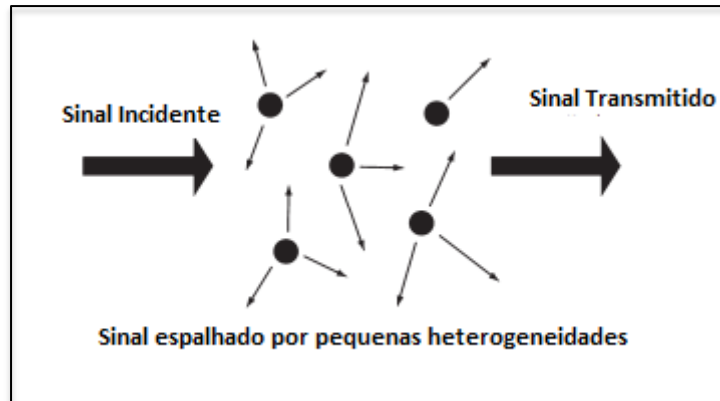 Sinal Incidente
Sinal Transmitido
Sinal espalhado por pequenas heterogeneidades